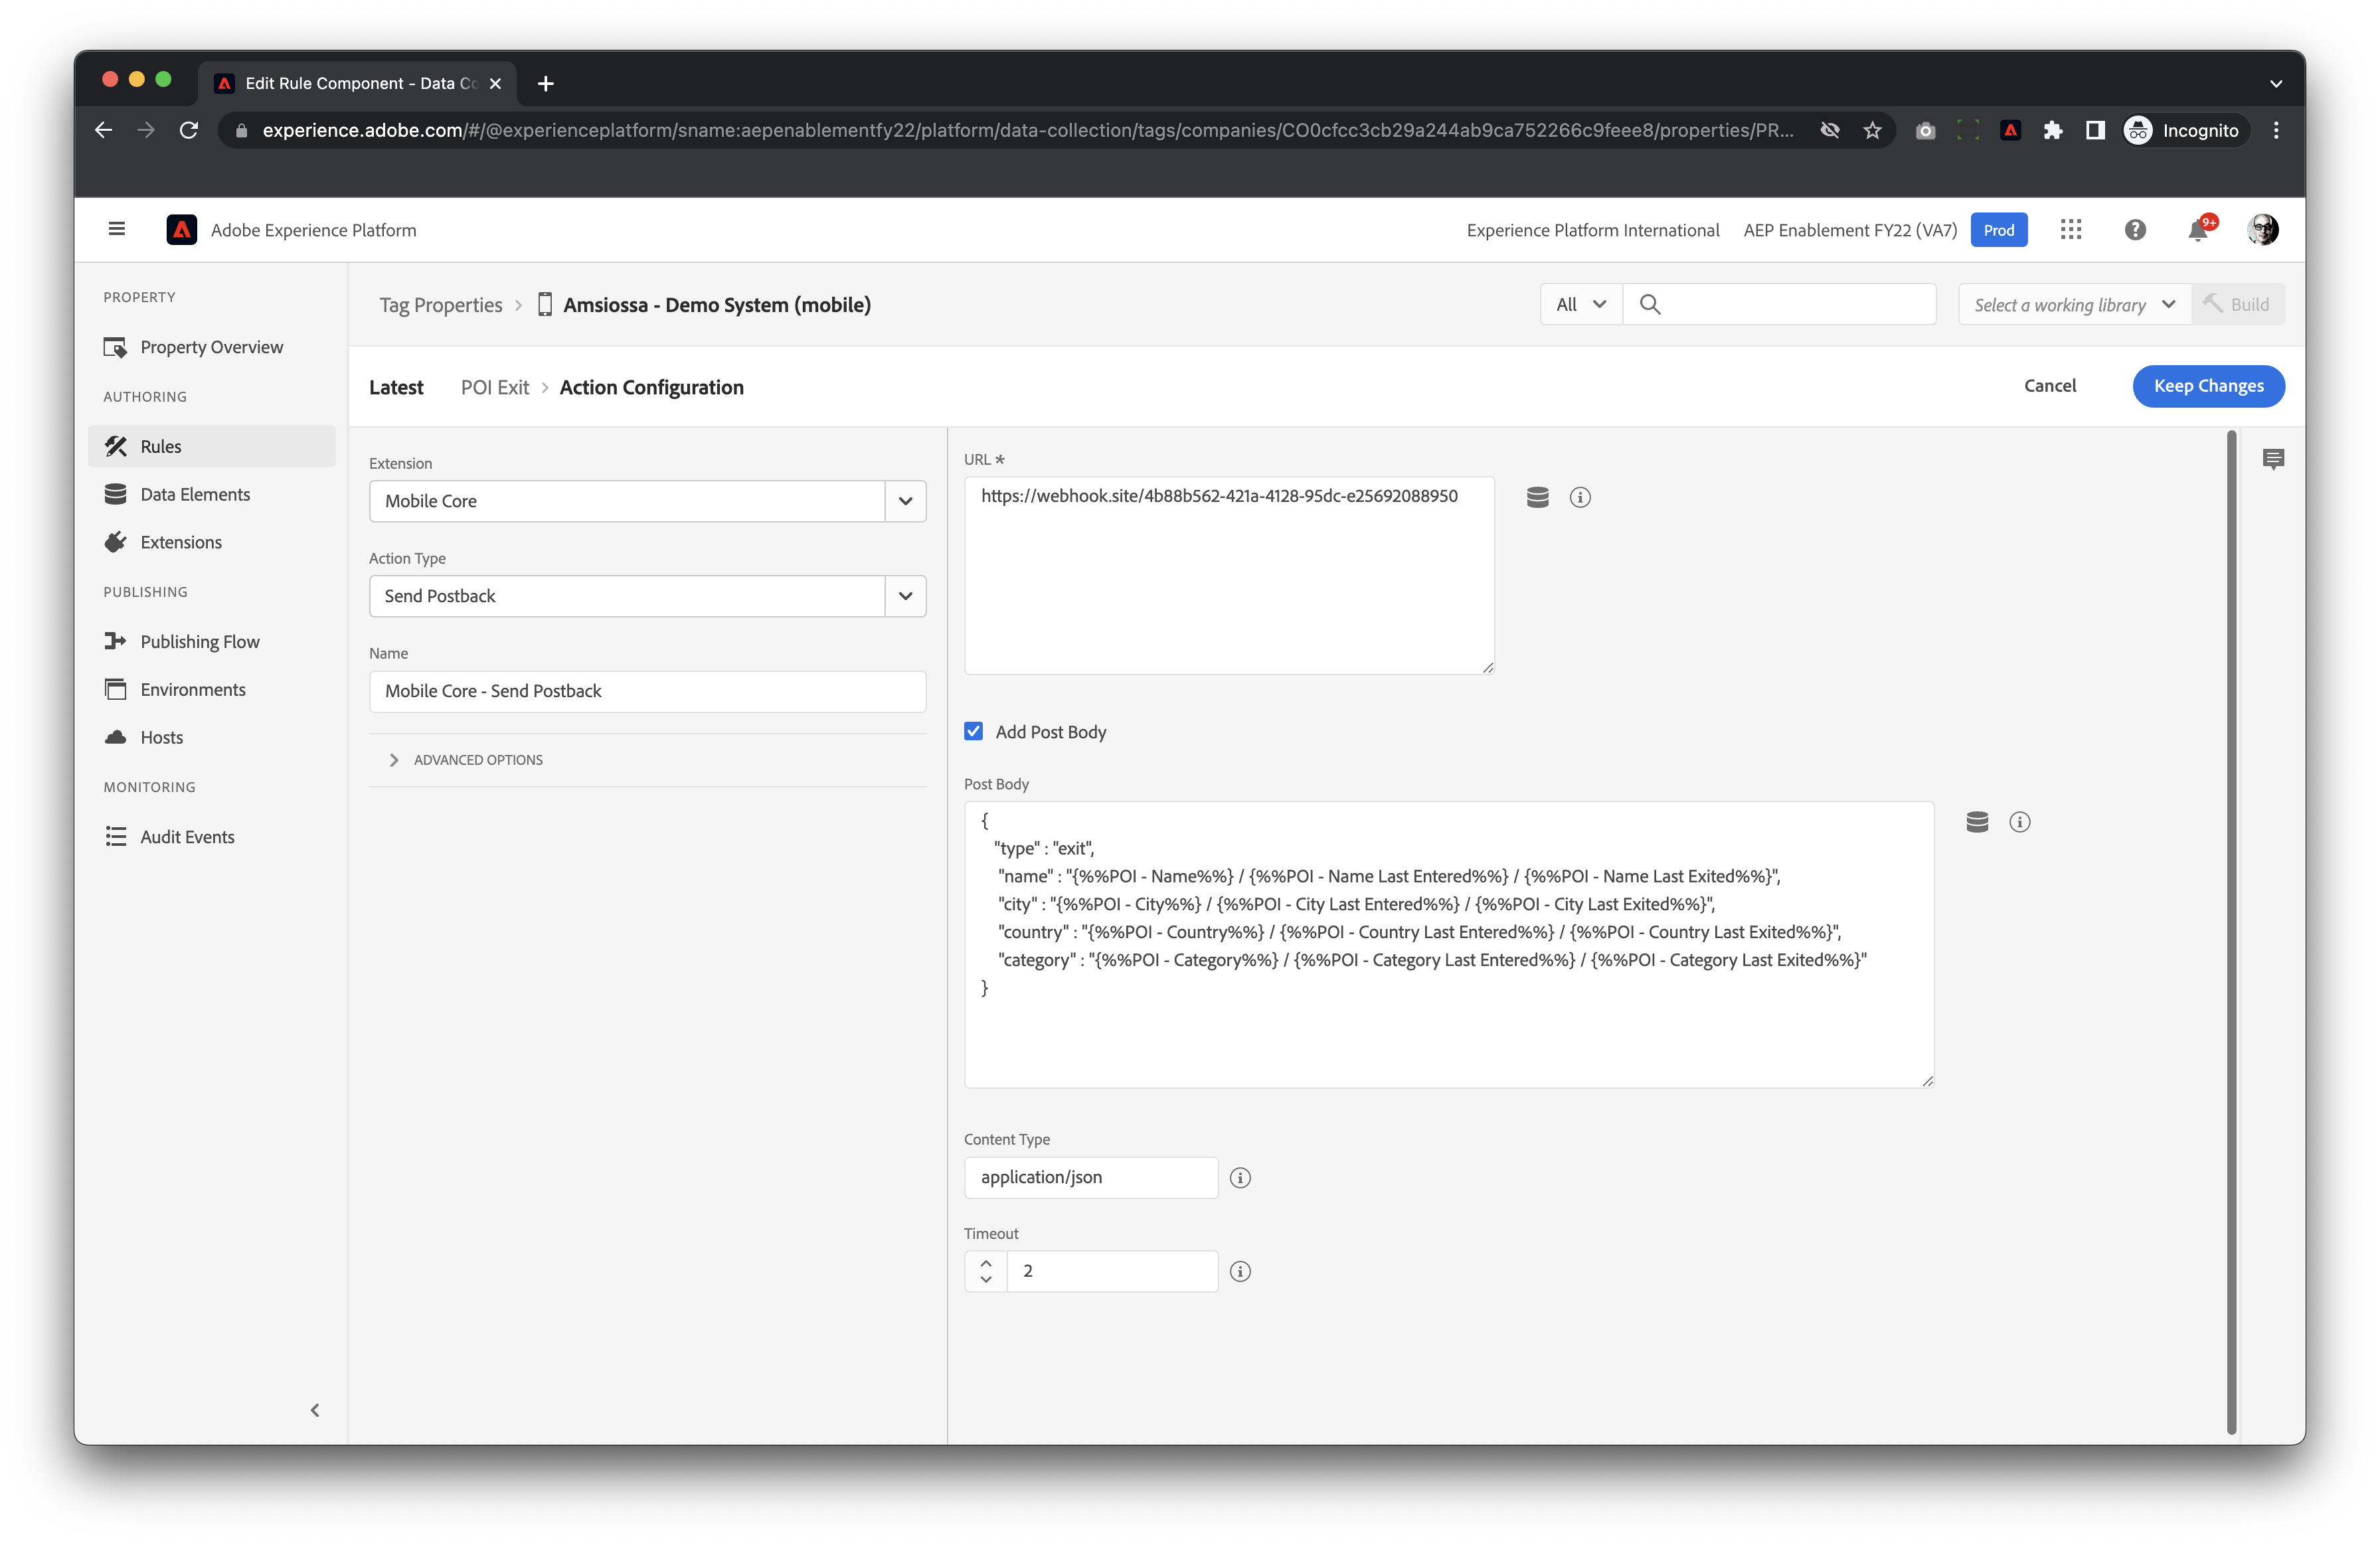 Edit Rule Component - Data Co
experience.adobe.com/#/@experienceplatform/sname:aepenablementfy22/platform/data-collection/tags/companies/CO0cfcc3cb29a244ab9ca752266c9feee8/properties/PR...
Incognito
Adobe Experience Platform
Experience Platform International
AEP Enablement FY22 (VA7)
Prod
9+
PROPERTY
Property Overview
AUTHORING
Rules
Data Elements
Extensions
PUBLISHING
Publishing Flow
Environments
Hosts
MONITORING
Audit Events
Tag Properties
Amsiossa - Demo System (mobile)
All
Select a working library
Build
Latest
POI Exit
Action Configuration
Cancel
Keep Changes
Extension
Mobile Core
Action Type
Send Postback
Name
Mobile Core - Send Postback
ADVANCED OPTIONS
URL *
https://webhook.site/4b88b562-421a-4128-95dc-e25692088950
Add Post Body
Post Body
{
"type" : "exit",
"name" : "{%%POI - Name%%} / {%%POI - Name Last Entered%%} / {%%POI - Name Last Exited%%}",
"city" : "{%%POI - City%%} / {%%POI - City Last Entered%%} / {%%POI - City Last Exited%%}",
"country" : "{%%POI - Country%%} / {%%POI - Country Last Entered%%} / {%%POI - Country Last Exited%%}",
"category" : "{%%POI - Category%%} / {%%POI - Category Last Entered%%} / {%%POI - Category Last Exited%%}"
}
Content Type
application/json
Timeout
2